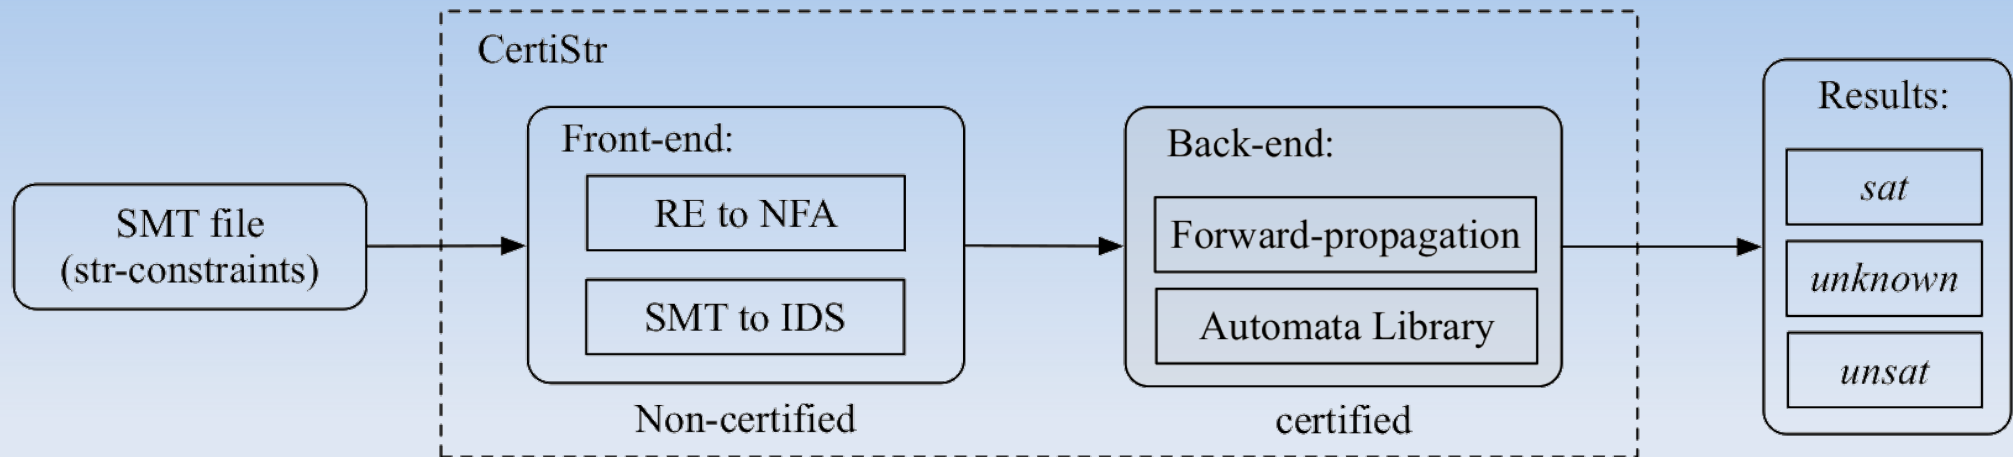 CertiStr
SMT file
(str-constraints)
Front-end:
RE to NFA
SMT to IDS
Non-certified
Back-end:
Forward-propagation
Automata Library
certified
Results:
sat
unknown
unsat